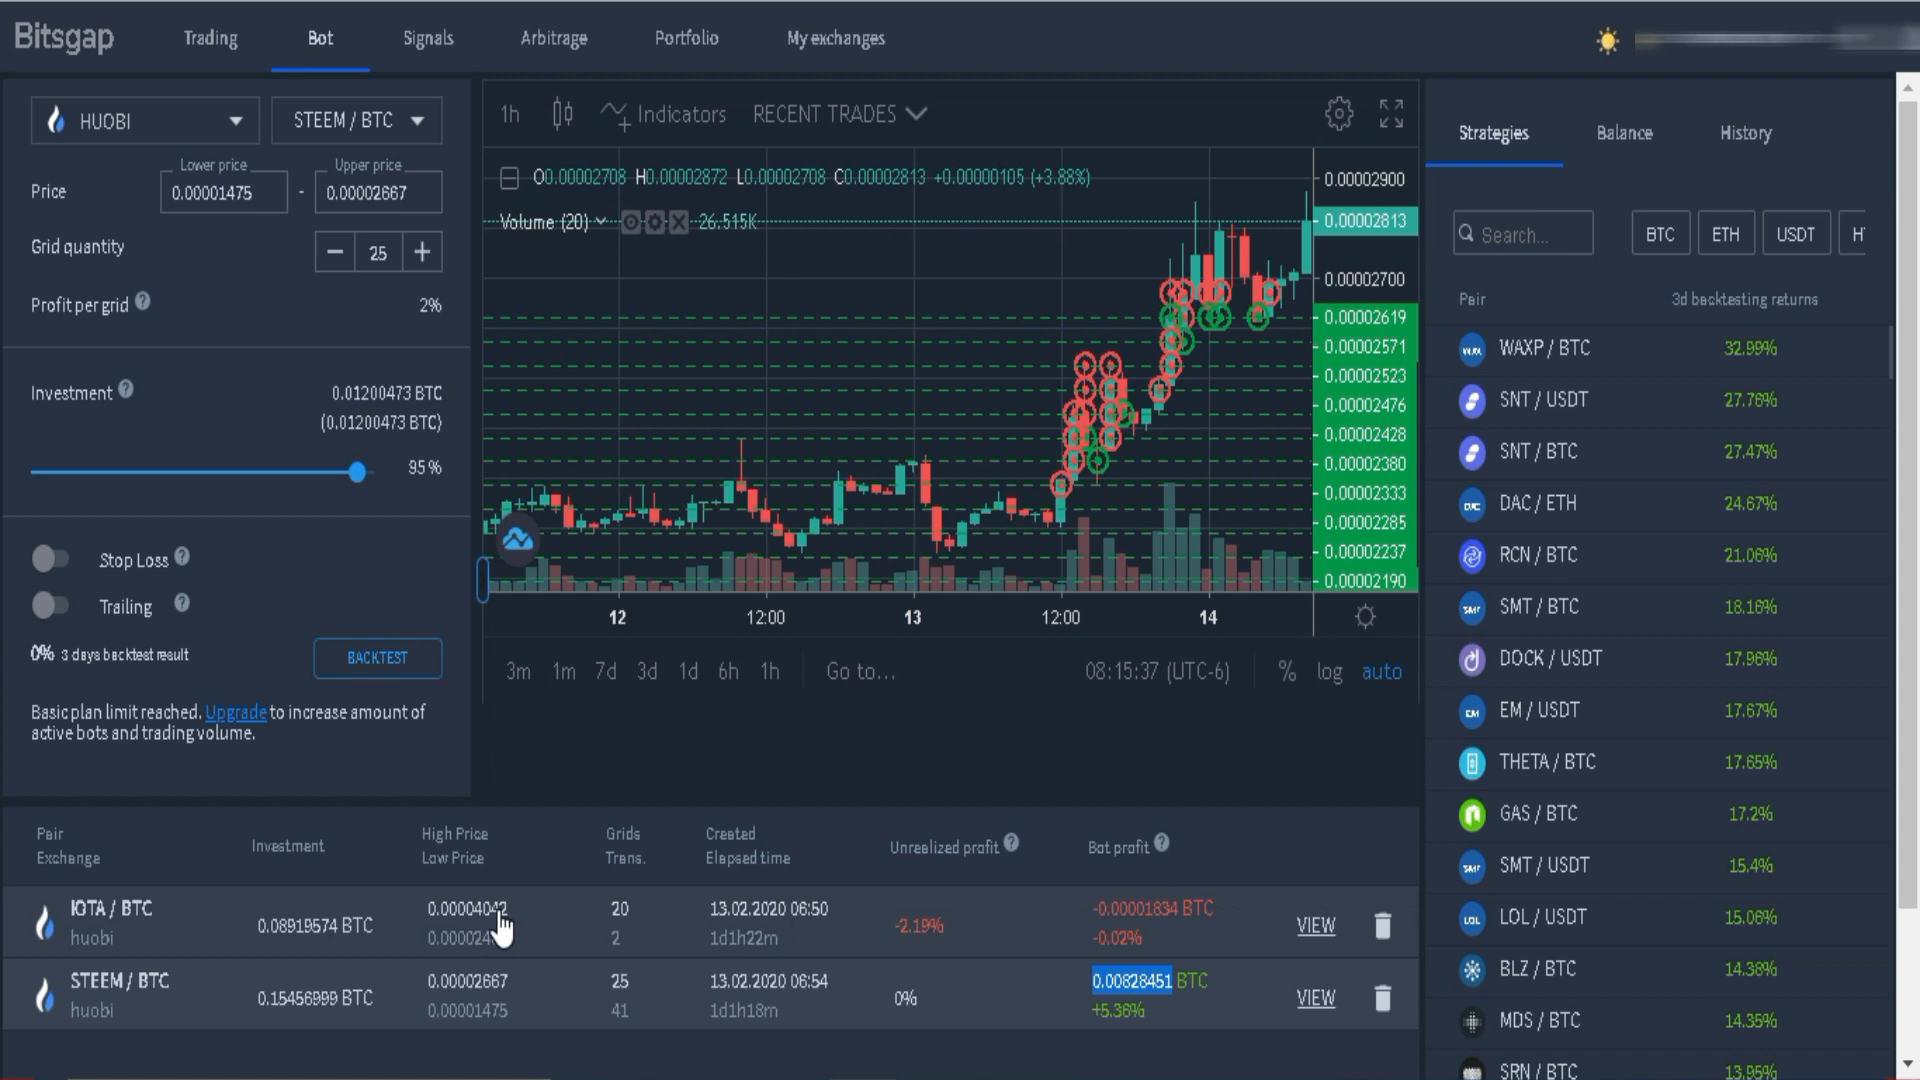 Bitsgap Trading Bot Signals Arbitrage Portfolio My exchanges
HUOBI STEEM / BTC
Lower price Upper price
Price 0.00001475 - 0.00002667
Grid quantity − 25 +
Profit per grid ? 2%
Investment ? 0.01200473 BTC
(0.01200473 BTC)
95%
Stop Loss ?
Trailing ?
0% 3 days backtest result BACKTEST
Basic plan limit reached. Upgrade to increase amount of
active bots and trading volume.
1h Indicators RECENT TRADES
O0.00002708 H0.00002872 L0.00002708 C0.00002813 +0.00000105 (+3.88%)
Volume (20) 26.515K
0.00002900
0.00002813
0.00002700
0.00002619
0.00002571
0.00002523
0.00002476
0.00002428
0.00002380
0.00002333
0.00002285
0.00002237
0.00002190
12 12:00 13 12:00 14
3m 1m 7d 3d 1d 6h 1h Go to... 08:15:37 (UTC-6) % log auto
Strategies Balance History
Search... BTC ETH USDT
Pair 3d backtesting returns
WAXP / BTC 32.99%
SNT / USDT 27.76%
SNT / BTC 27.47%
DAC / ETH 24.67%
RCN / BTC 21.06%
SMT / BTC 18.16%
DOCK / USDT 17.96%
EM / USDT 17.67%
THETA / BTC 17.65%
GAS / BTC 17.2%
SMT / USDT 15.4%
LOL / USDT 15.06%
BLZ / BTC 14.38%
MDS / BTC 14.35%
SRN / BTC 13.95%
Pair Investment High Price Grids Created Unrealized profit ? Bot profit ?
Exchange Low Price Trans. Elapsed time
IOTA / BTC 0.08919574 BTC 0.00004042 20 13.02.2020 06:50 -2.19% -0.00001834 BTC VIEW
huobi 2 1d1h22m -0.02%
STEEM / BTC 0.15456999 BTC 0.00002667 25 13.02.2020 06:54 0% 0.00828451 BTC VIEW
huobi 0.00001475 41 1d1h18m +5.36%